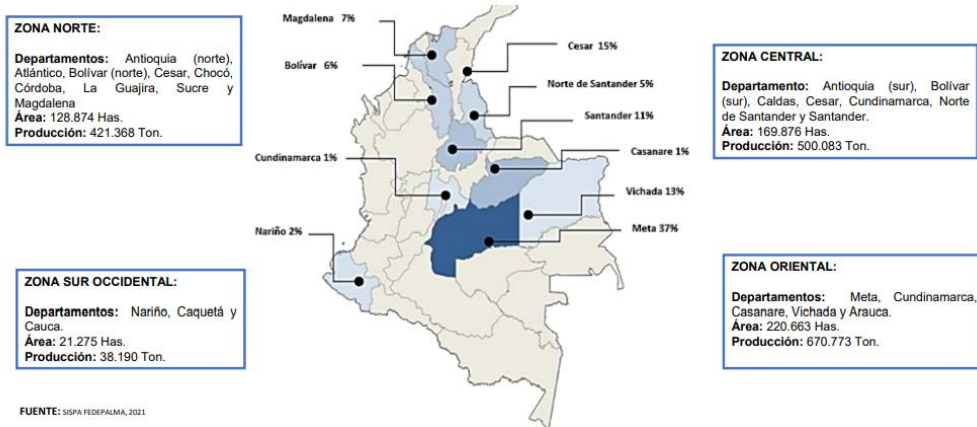 ZONA NORTE:
Departamentos: Antioquia (norte),
Atlántico, Bolívar (norte), Cesar, Chocó,
Córdoba, La Guajira, Sucre y
Magdalena
Área: 128.874 Has.
Producción: 421.368 Ton.
Magdalena 7%
Bolívar 6%
Cundinamarca 1%
Nariño 2%
Cesar 15%
Norte de Santander 5%
Santander 11%
Casanare 1%
Vichada 13%
Meta 37%
ZONA CENTRAL:
Departamento: Antioquia (sur), Bolívar
(sur), Caldas, Cesar, Cundinamarca,
Norte de Santander y Santander.
Área: 169.876 Has.
Producción: 500.083 Ton.
ZONA SUR OCCIDENTAL:
Departamentos: Nariño, Caquetá y
Cauca.
Área: 21.275 Has.
Producción: 38.190 Ton.
ZONA ORIENTAL:
Departamentos: Meta, Cundinamarca,
Casanare, Vichada y Arauca.
Área: 220.663 Has.
Producción: 670.773 Ton.
FUENTE: SISPA FEDEPALMA, 2021